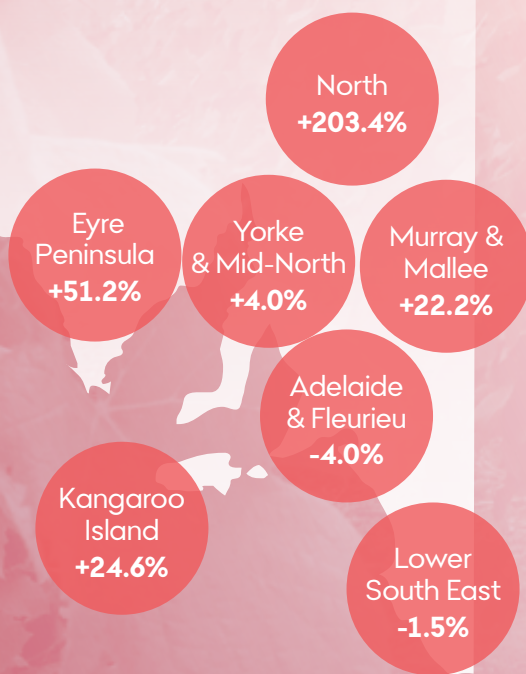 North
+203.4%
Eyre
Peninsula
+51.2%
Yorke
& Mid-North
+4.0%
Murray &
Mallee
+22.2%
Adelaide
& Fleurieu
-4.0%
Kangaroo
Island
+24.6%
Lower
South East
-1.5%